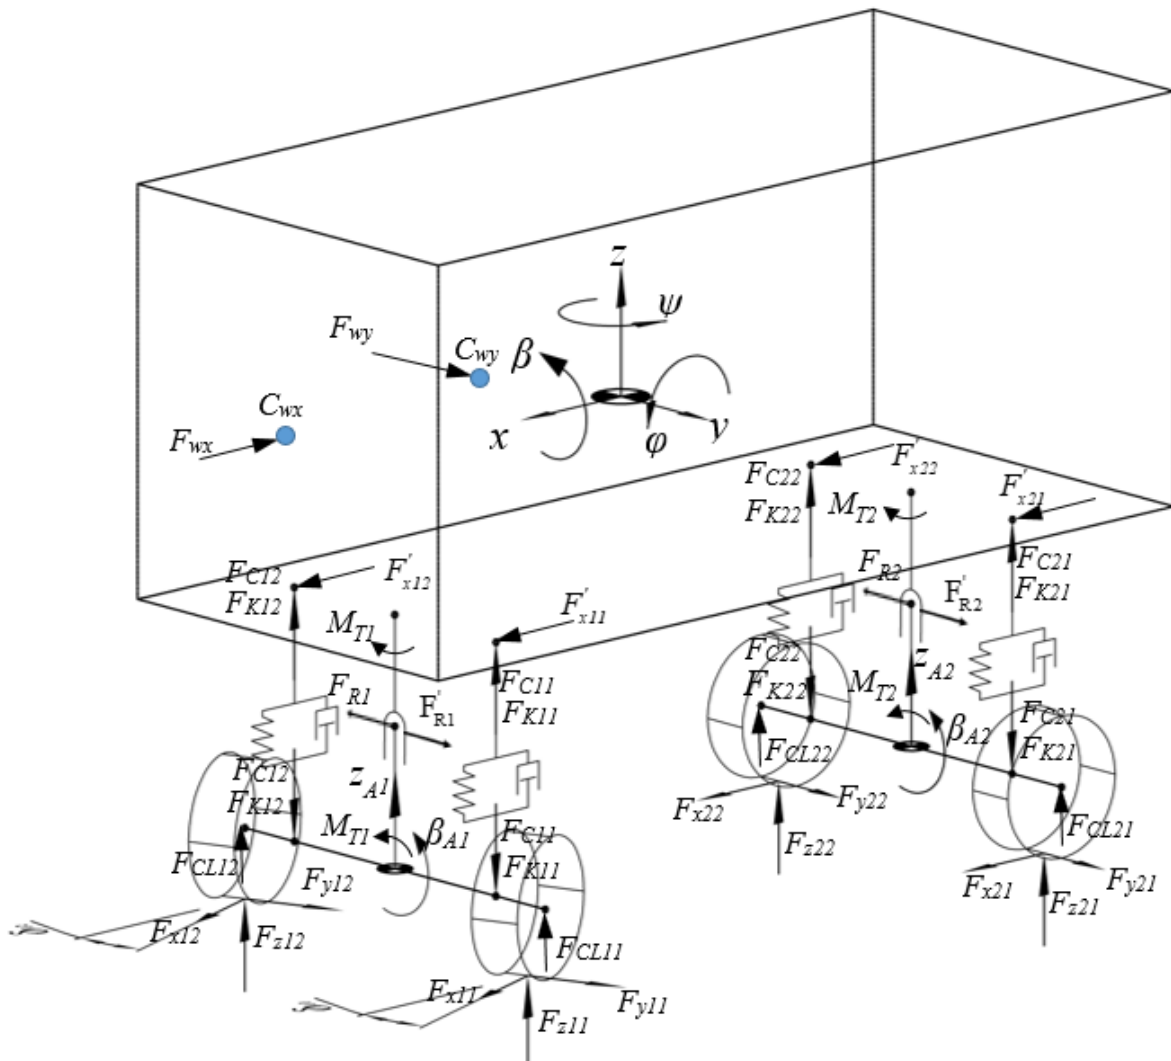 z
ψ
F_wy
C_wy
β
C_wx
x
y
F_wx
φ
F_C22
F'_x22
F_K22
M_T2
F'_x21
F_C12
F'_x12
F_R2
F_C21
F_K12
F'_x11
F'_R2
F_K21
M_T1
F_C22
z_A2
F_C11
F_R1
F'_R1
F_K11
F_K22
M_T2
F_C21
β_A2
F_K21
F_C12
z_A1
F_CL22
F_K12
M_T1
β_A1
F_C11
F_x22
F_y22
F_CL21
F_CL12
F_K11
F_z22
F_y12
F_x21
F_y21
F_x12
F_z12
F_CL11
F_z21
F_x11
F_y11
F_z11